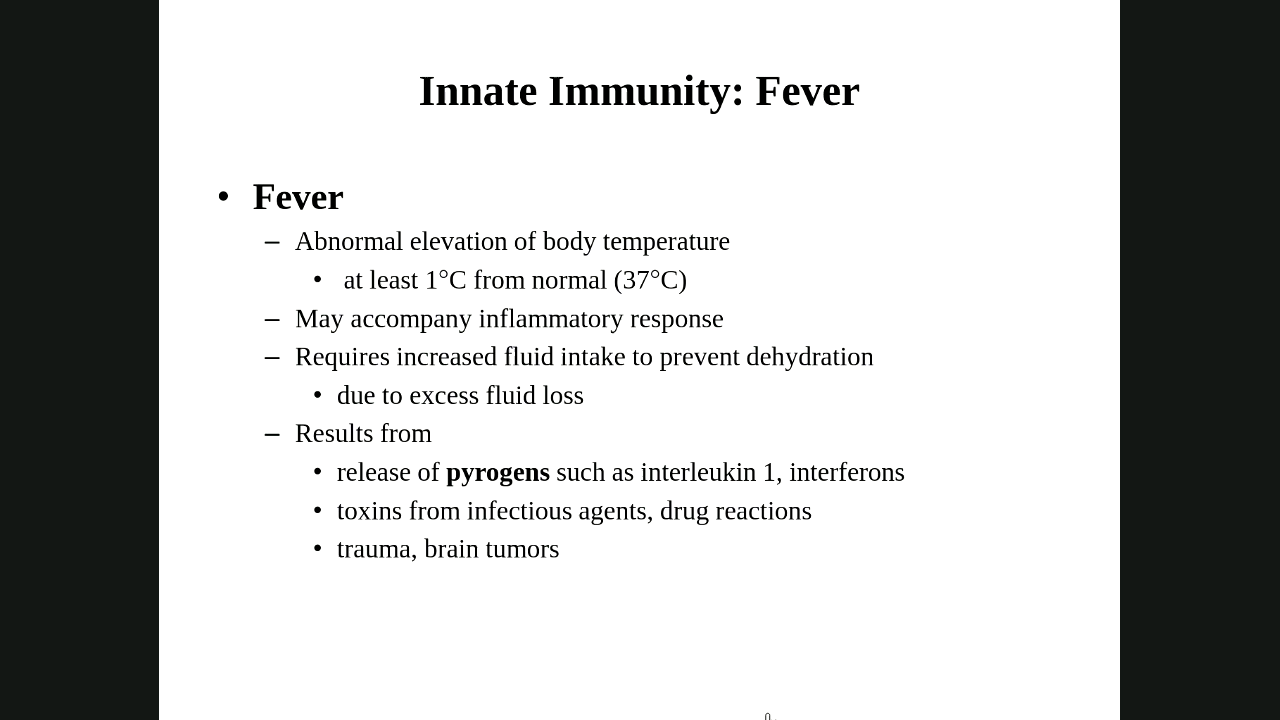 Innate Immunity: Fever
• Fever
– Abnormal elevation of body temperature
• at least 1°C from normal (37°C)
– May accompany inflammatory response
– Requires increased fluid intake to prevent dehydration
• due to excess fluid loss
– Results from
• release of pyrogens such as interleukin 1, interferons
• toxins from infectious agents, drug reactions
• trauma, brain tumors